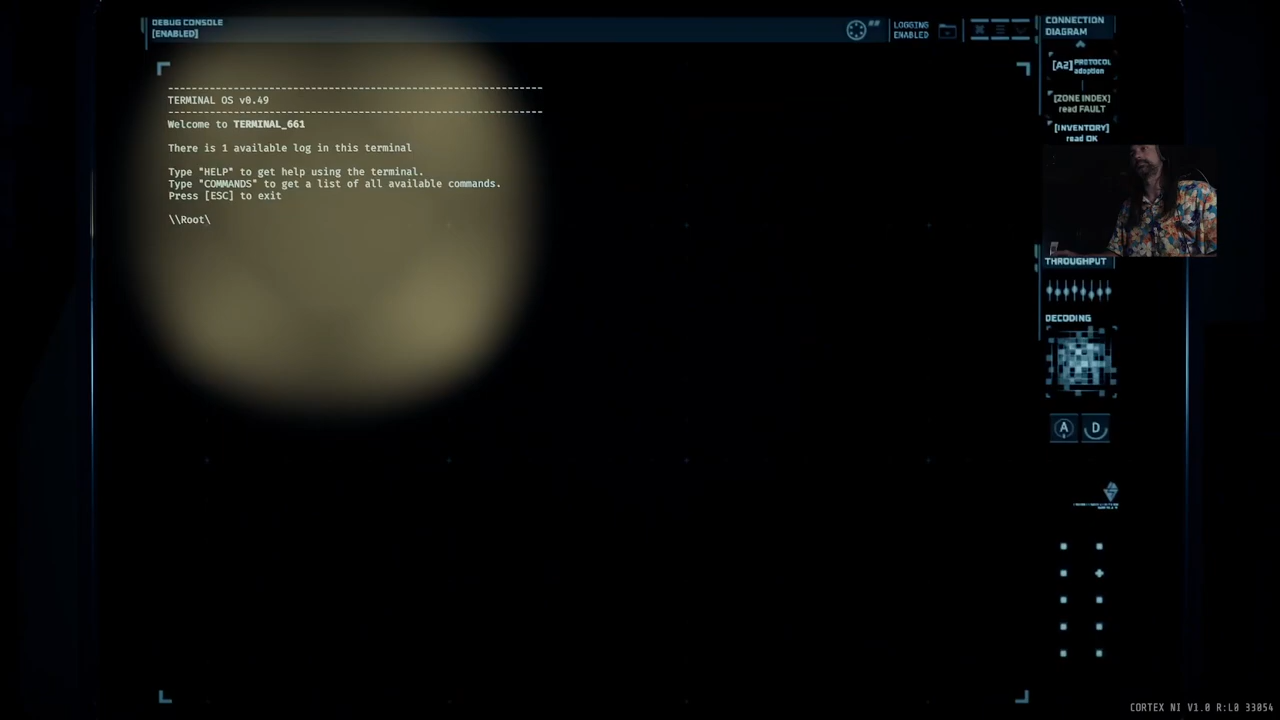 DEBUG CONSOLE
[ENABLED]
LOGGING
ENABLED
CONNECTION
DIAGRAM
[A2] PROTOCOL
adoption
[ZONE INDEX]
read FAULT
[INVENTORY]
read OK
TERMINAL OS v0.49
Welcome to TERMINAL_661
There is 1 available log in this terminal
Type "HELP" to get help using the terminal.
Type "COMMANDS" to get a list of all available commands.
Press [ESC] to exit
\\Root\
THROUGHPUT
DECODING
A D
CORTEX NI V1.0 R:L0 33054